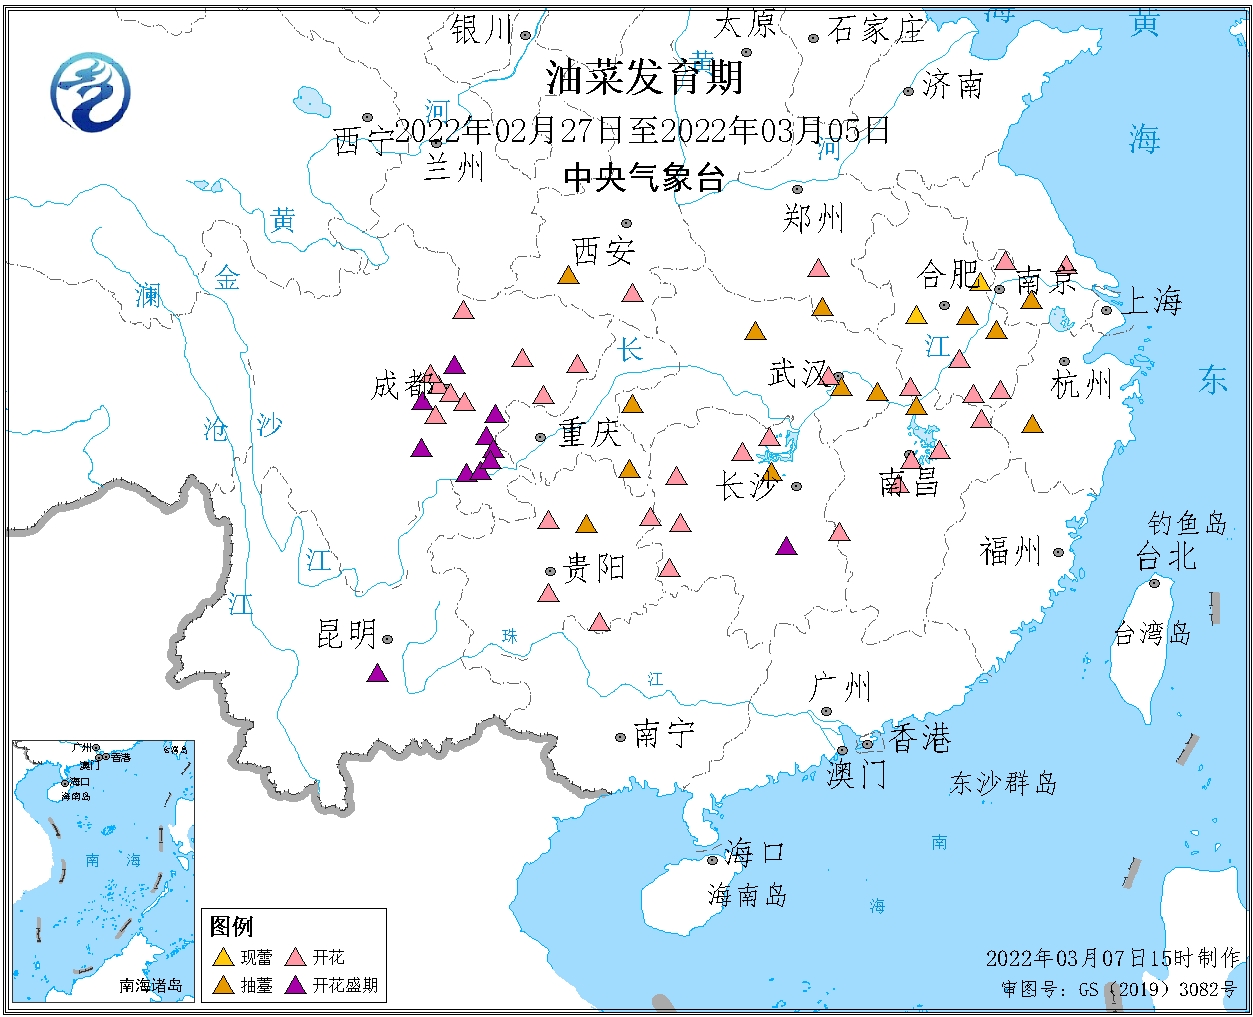 银川
太原
石家庄
海
黄
黄
油菜发育期
济南
河
西宁
2022年02月27日至2022年03月05日
兰州
河
海
中央气象台
郑州
黄
西安
金
澜
合肥
南京
上海
长
江
成都
武汉
杭州
东
沧
沙
重庆
长沙
南昌
钓鱼岛
福州
台北
江
贵阳
江
昆明
珠
台湾岛
江
广州
南宁
香港
澳门
东沙群岛
广州
香港
澳门
台湾岛
海口
海南岛
南
海
南海诸岛
海口
海南岛
南
海
图例
现蕾
开花
抽薹
开花盛期
2022年03月07日15时制作
审图号：GS（2019）3082号